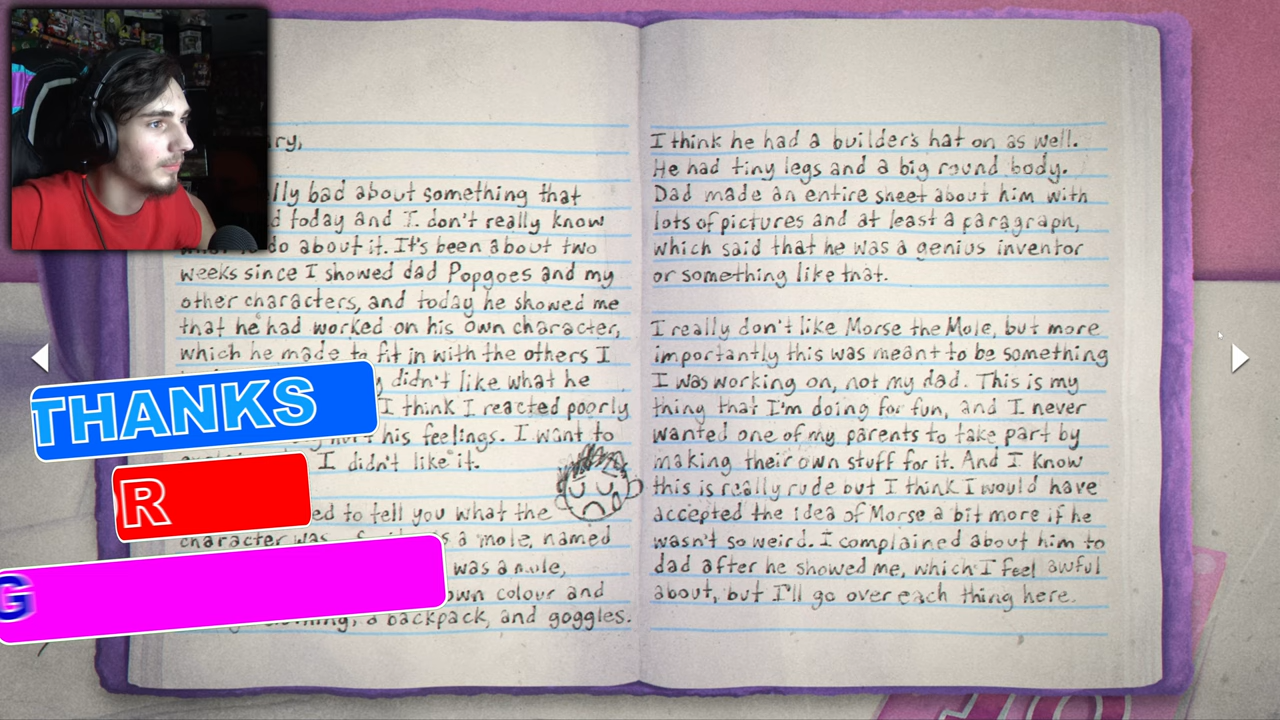 ry,
lly bad about something that
d today and I don't really know
do about it. It's been about two
weeks since I showed dad Popgoes and my
other characters, and today he showed me
that he had worked on his own character,
which he made to fit in with the others I
didn't like what he
I think I reacted poorly
his feelings. I want to
I didn't like it.
ed to tell you what the
character was. a mole, named
was a mole,
own colour and
a backpack, and goggles.
I think he had a builder's hat on as well.
He had tiny legs and a big round body.
Dad made an entire sheet about him with
lots of pictures and at least a paragraph,
which said that he was a genius inventor
or something like that.
I really don't like Morse the Mole, but more
importantly this was meant to be something
I was working on, not my dad. This is my
thing that I'm doing for fun, and I never
wanted one of my parents to take part by
making their own stuff for it. And I know
this is really rude but I think I would have
accepted the idea of Morse a bit more if he
wasn't so weird. I complained about him to
dad after he showed me, which I feel awful
about, but I'll go over each thing here.
THANKS
R
G